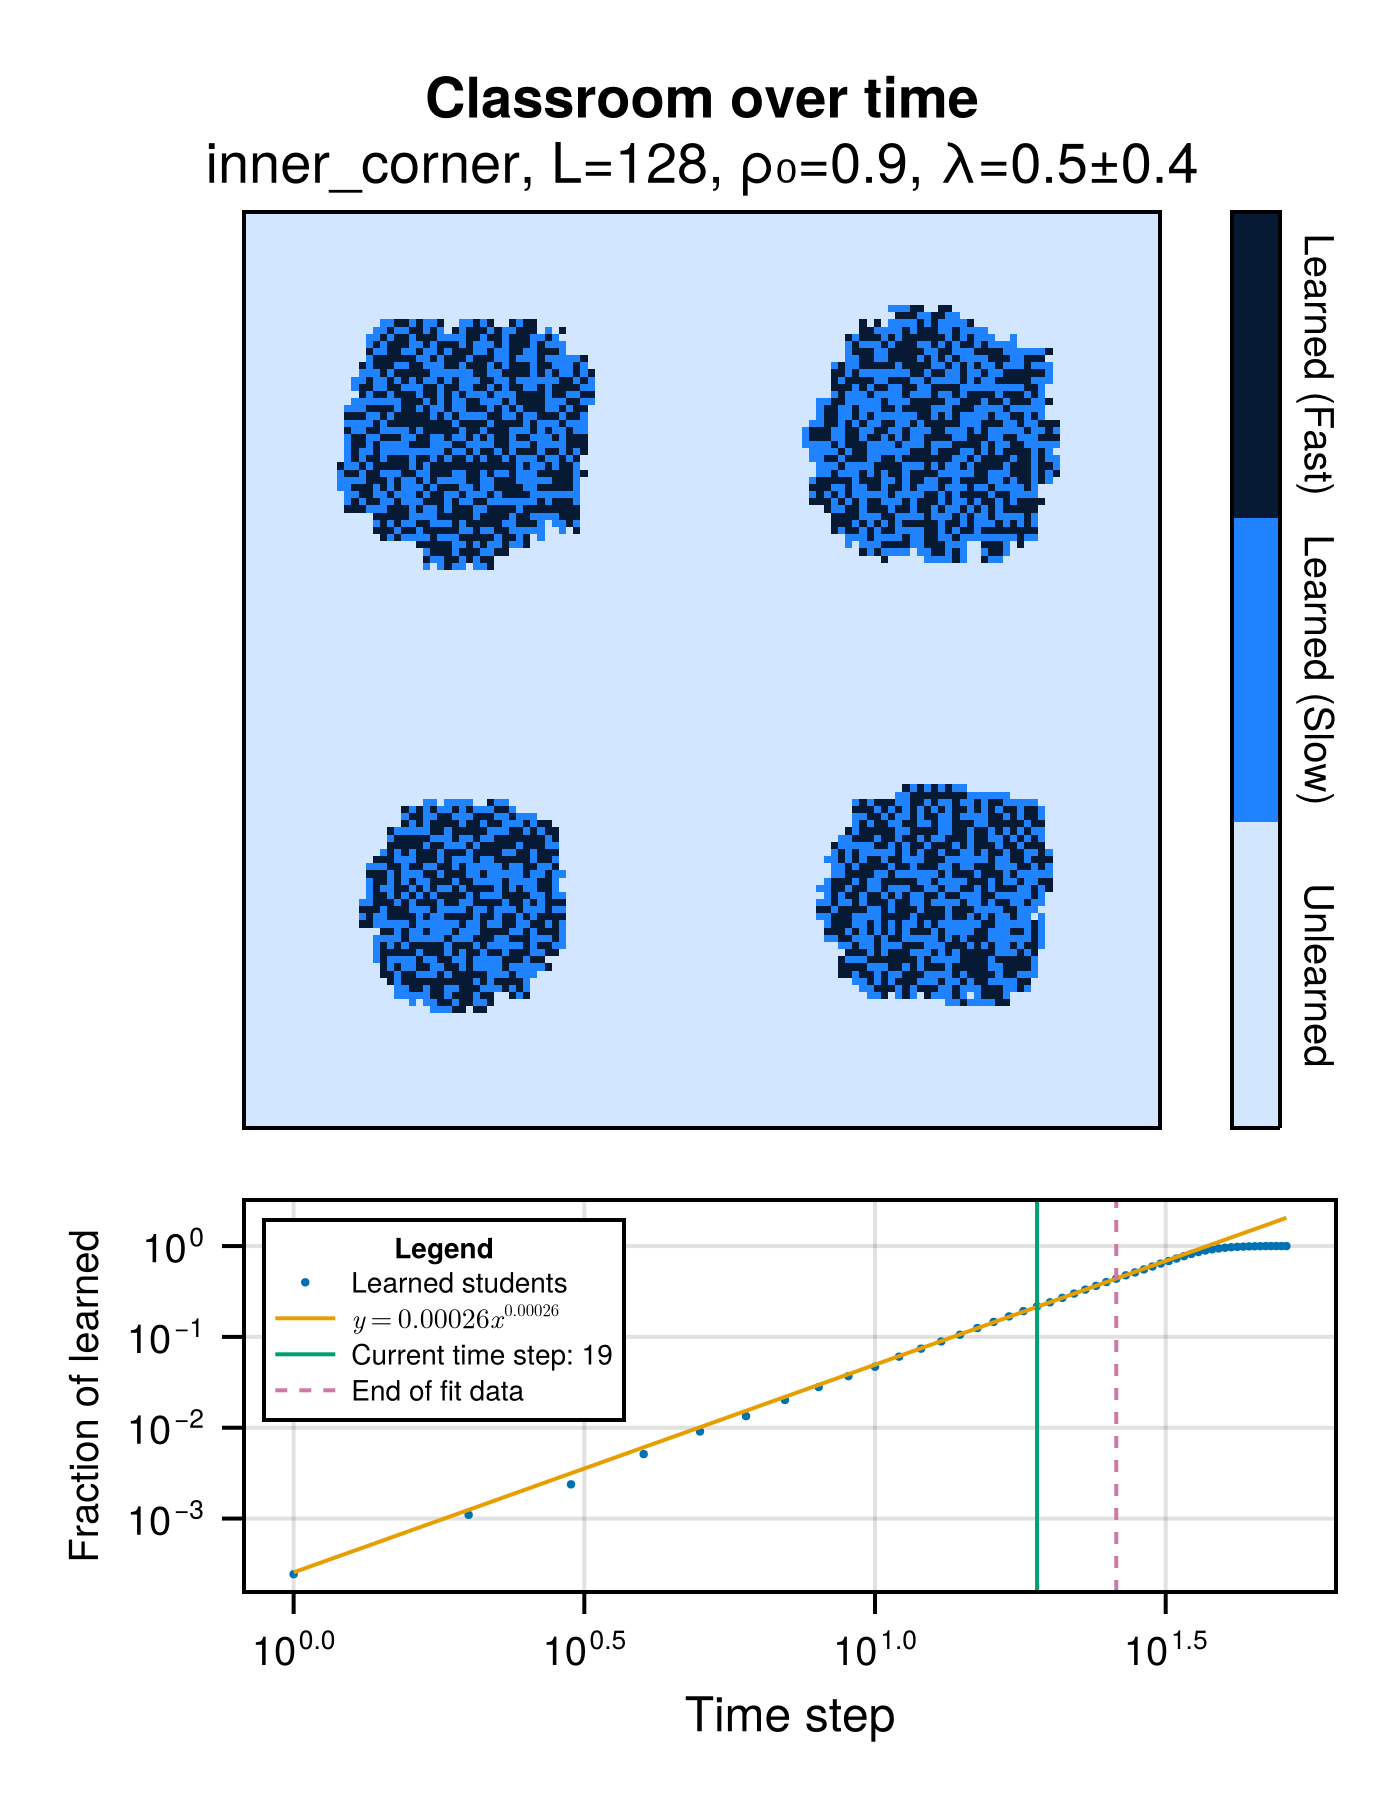 Classroom over time
inner_corner, L=128, ρ₀=0.9, λ=0.5±0.4
Learned (Fast)
Learned (Slow)
Unlearned
Fraction of learned
10⁰
10⁻¹
10⁻²
10⁻³
Legend
Learned students
y = 0.00026x^0.00026
Current time step: 19
End of fit data
10^0.0
10^0.5
10^1.0
10^1.5
Time step